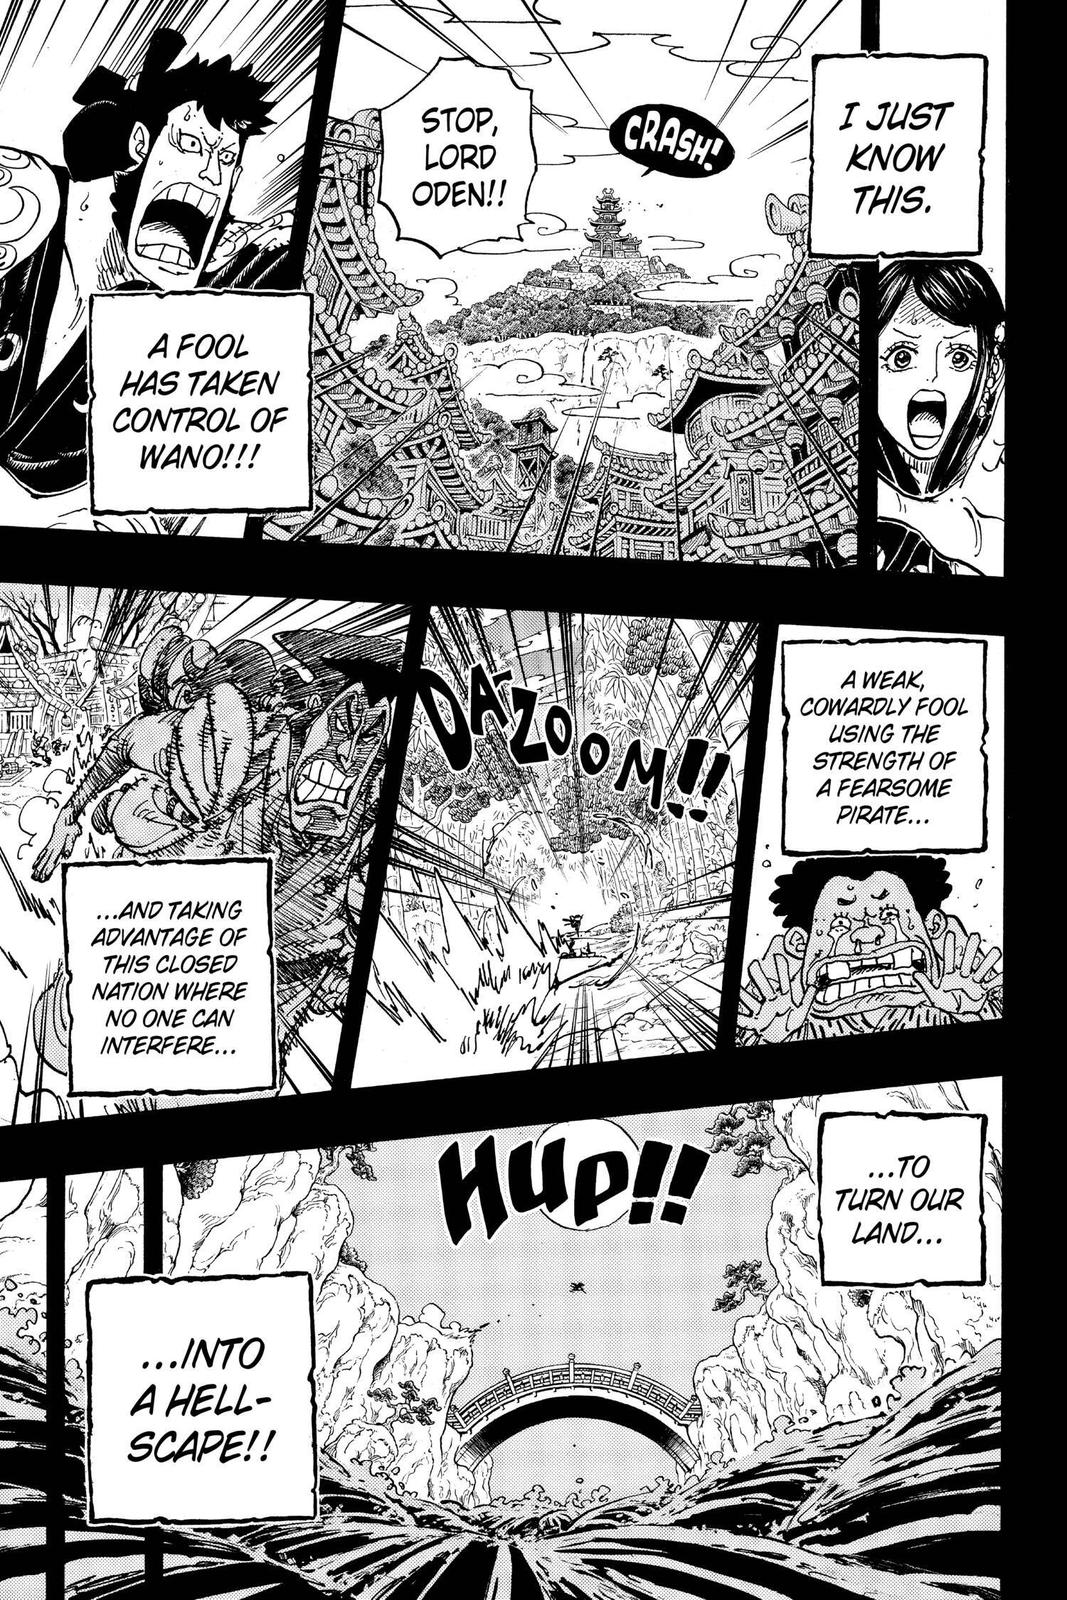 I JUST
KNOW
THIS.
CRASH!
STOP,
LORD
ODEN!!
A FOOL
HAS TAKEN
CONTROL OF
WANO!!!
A WEAK,
COWARDLY FOOL
USING THE
STRENGTH OF
A FEARSOME
PIRATE...
DA-ZOOM!!
...AND TAKING
ADVANTAGE OF
THIS CLOSED
NATION WHERE
NO ONE CAN
INTERFERE...
...TO
TURN OUR
LAND...
HUP!!
...INTO
A HELL-
SCAPE!!